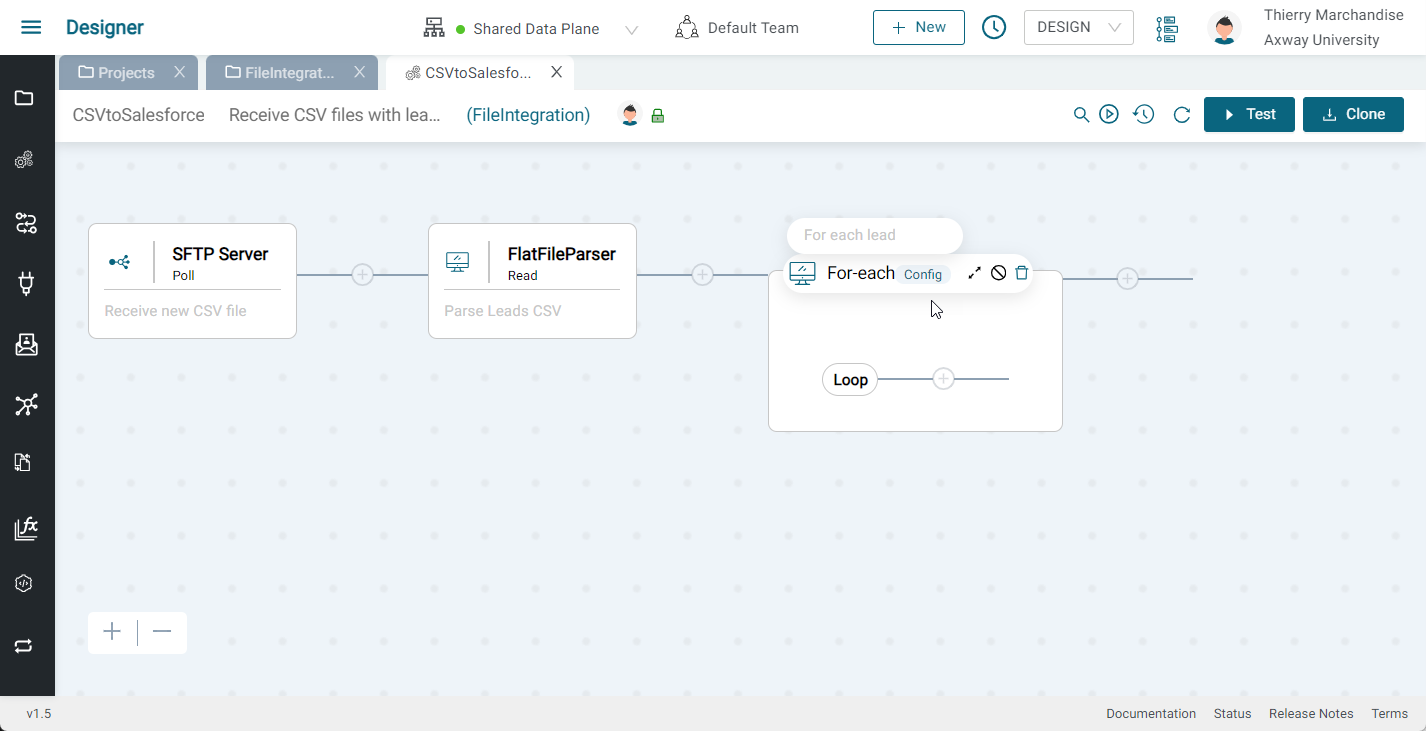 Designer
Shared Data Plane
Default Team
New
DESIGN
Thierry Marchandise
Axway University
Projects
FileIntegrat...
CSVtoSalesfo...
CSVtoSalesforce
Receive CSV files with lea...
(FileIntegration)
Test
Clone
SFTP Server
Poll
Receive new CSV file
FlatFileParser
Read
Parse Leads CSV
For each lead
For-each
Config
Loop
v1.5
Documentation
Status
Release Notes
Terms